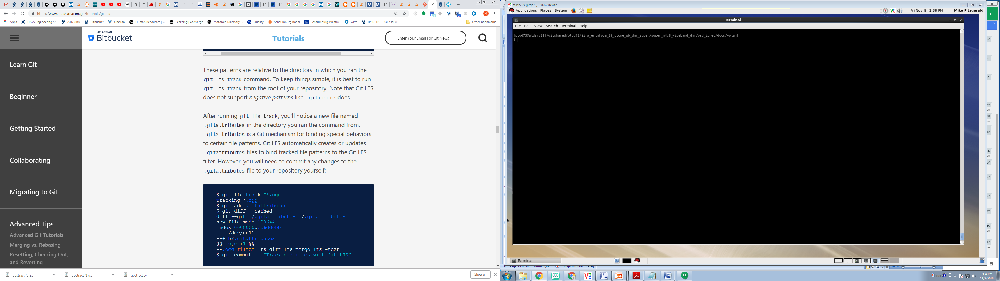 https://www.atlassian.com/git/tutorials/git-lfs
Apps
FPGA Engineering Sp
ATD JIRA
Bitbucket
OneTab
Human Resources | C
Learning | Converge
Motorola Directory S
Quality
Schaumburg Radar
Schaumburg Weathe
Okta
[PSDENG-133] psd_d
Other bookmarks
ATLASSIAN
Bitbucket
Tutorials
Enter Your Email For Git News
Learn Git
Beginner
Getting Started
Collaborating
Migrating to Git
Advanced Tips
Advanced Git Tutorials
Merging vs. Rebasing
Resetting, Checking Out,
and Reverting
These patterns are relative to the directory in which you ran the
git lfs track command. To keep things simple, it is best to run
git lfs track from the root of your repository. Note that Git LFS
does not support negative patterns like .gitignore does.
After running git lfs track, you'll notice a new file named
.gitattributes in the directory you ran the command from.
.gitattributes is a Git mechanism for binding special behaviors
to certain file patterns. Git LFS automatically creates or updates
.gitattributes files to bind tracked file patterns to the Git LFS
filter. However, you will need to commit any changes to the
.gitattributes file to your repository yourself:
$ git lfs track "*.ogg"
Tracking *.ogg
$ git add .gitattributes
$ git diff --cached
diff --git a/.gitattributes b/.gitattributes
new file mode 100644
index 0000000..b6dd0bb
--- /dev/null
+++ b/.gitattributes
@@ -0,0 +1 @@
+*.ogg filter=lfs diff=lfs merge=lfs -text
$ git commit -m "Track ogg files with Git LFS"
abstract (2).sv
abstract (1).sv
abstract.sv
Show all
atdsrv3:5 (ptgd73) - VNC Viewer
Applications Places System
Fri Nov 9, 2:38 PM
Mike Fitzgerald
Terminal
File Edit View Search Terminal Help
[ptgd73@atdsrv3][/gitshared/ptgd73/jira_erlmfpga_29_clone_wb_dmr_super/super_m4c8_wideband_dmr/psd_iqrec/docs/vplan]
$
Terminal
Page: 14 of 20
Words: 4,697
English (United States)
185%
2:38 PM
11/9/2018